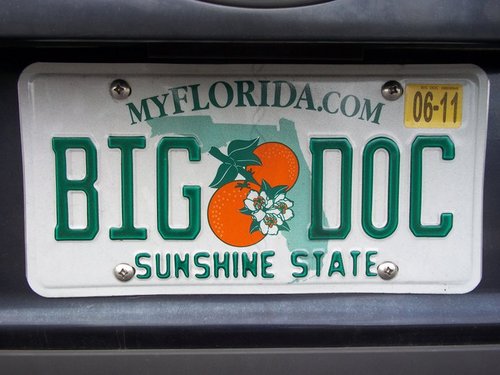 MYFLORIDA.COM
06-11
BIG DOC
SUNSHINE STATE